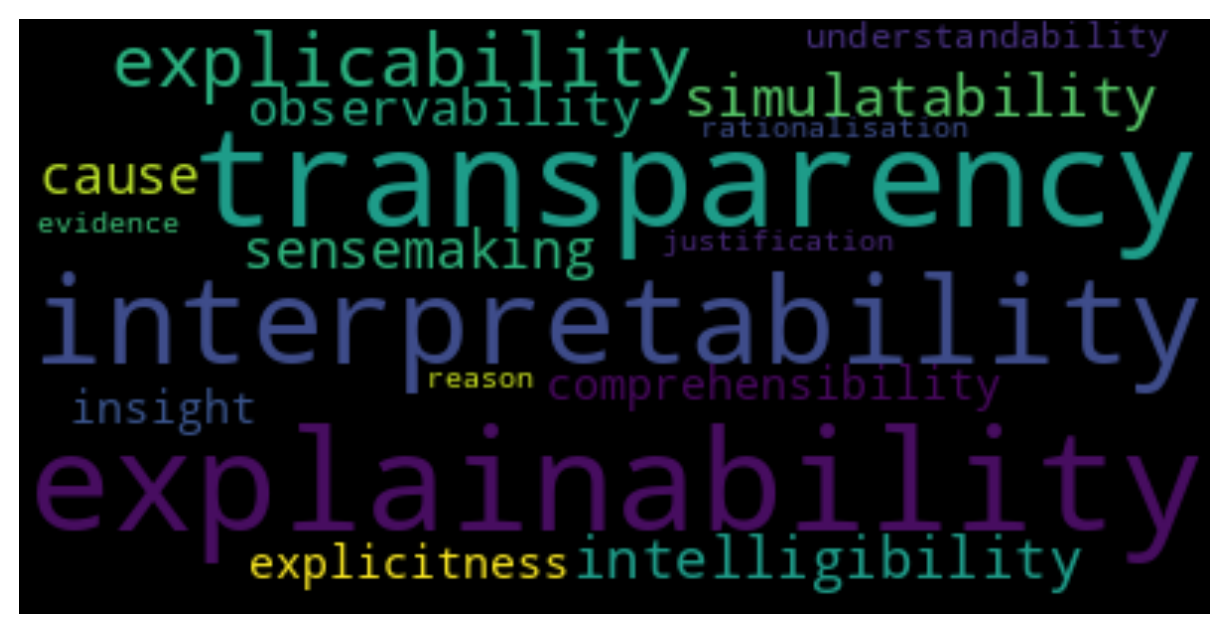 understandability
explicability
simulatability
observability
rationalisation
cause
transparency
evidence
sensemaking
justification
interpretability
reason
comprehensibility
insight
explainability
explicitness
intelligibility